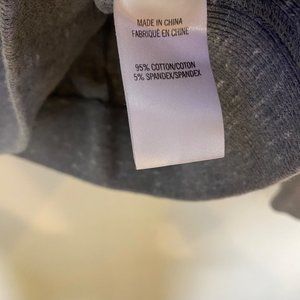 MADE IN CHINA
FABRIQUÉ EN CHINE
95% COTTON/COTON
5% SPANDEX/SPANDEX